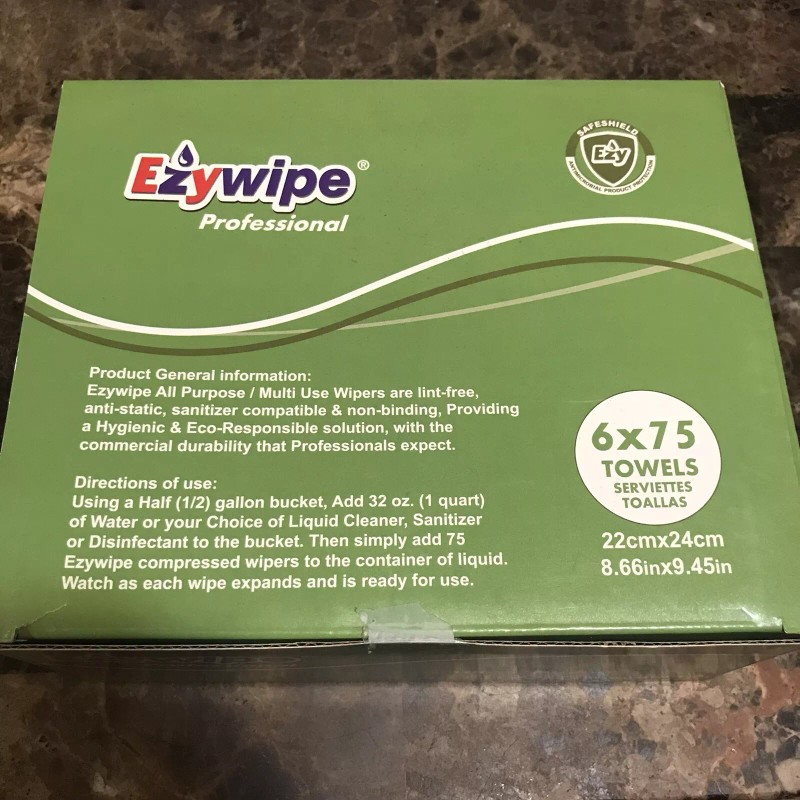 SAFESHIELD
Ezy
ANTIMICROBIAL PRODUCT PROTECTION
Ezywipe®
Professional
Product General information:
Ezywipe All Purpose / Multi Use Wipers are lint-free,
anti-static, sanitizer compatible & non-binding, Providing
a Hygienic & Eco-Responsible solution, with the
commercial durability that Professionals expect.
Directions of use:
Using a Half (1/2) gallon bucket, Add 32 oz. (1 quart)
of Water or your Choice of Liquid Cleaner, Sanitizer
or Disinfectant to the bucket. Then simply add 75
Ezywipe compressed wipers to the container of liquid.
Watch as each wipe expands and is ready for use.
6x75
TOWELS
SERVIETTES
TOALLAS
22cmx24cm
8.66inx9.45in